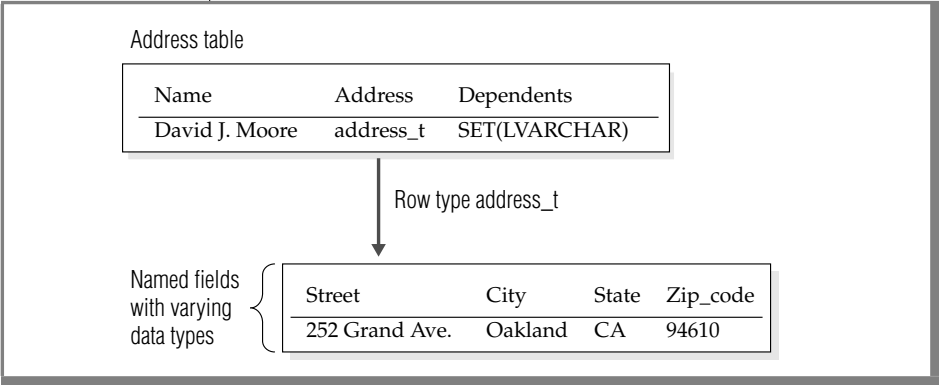 Address table
Name Address Dependents
David J. Moore address_t SET(LVARCHAR)
Row type address_t
Named fields
with varying
data types
Street City State Zip_code
252 Grand Ave. Oakland CA 94610